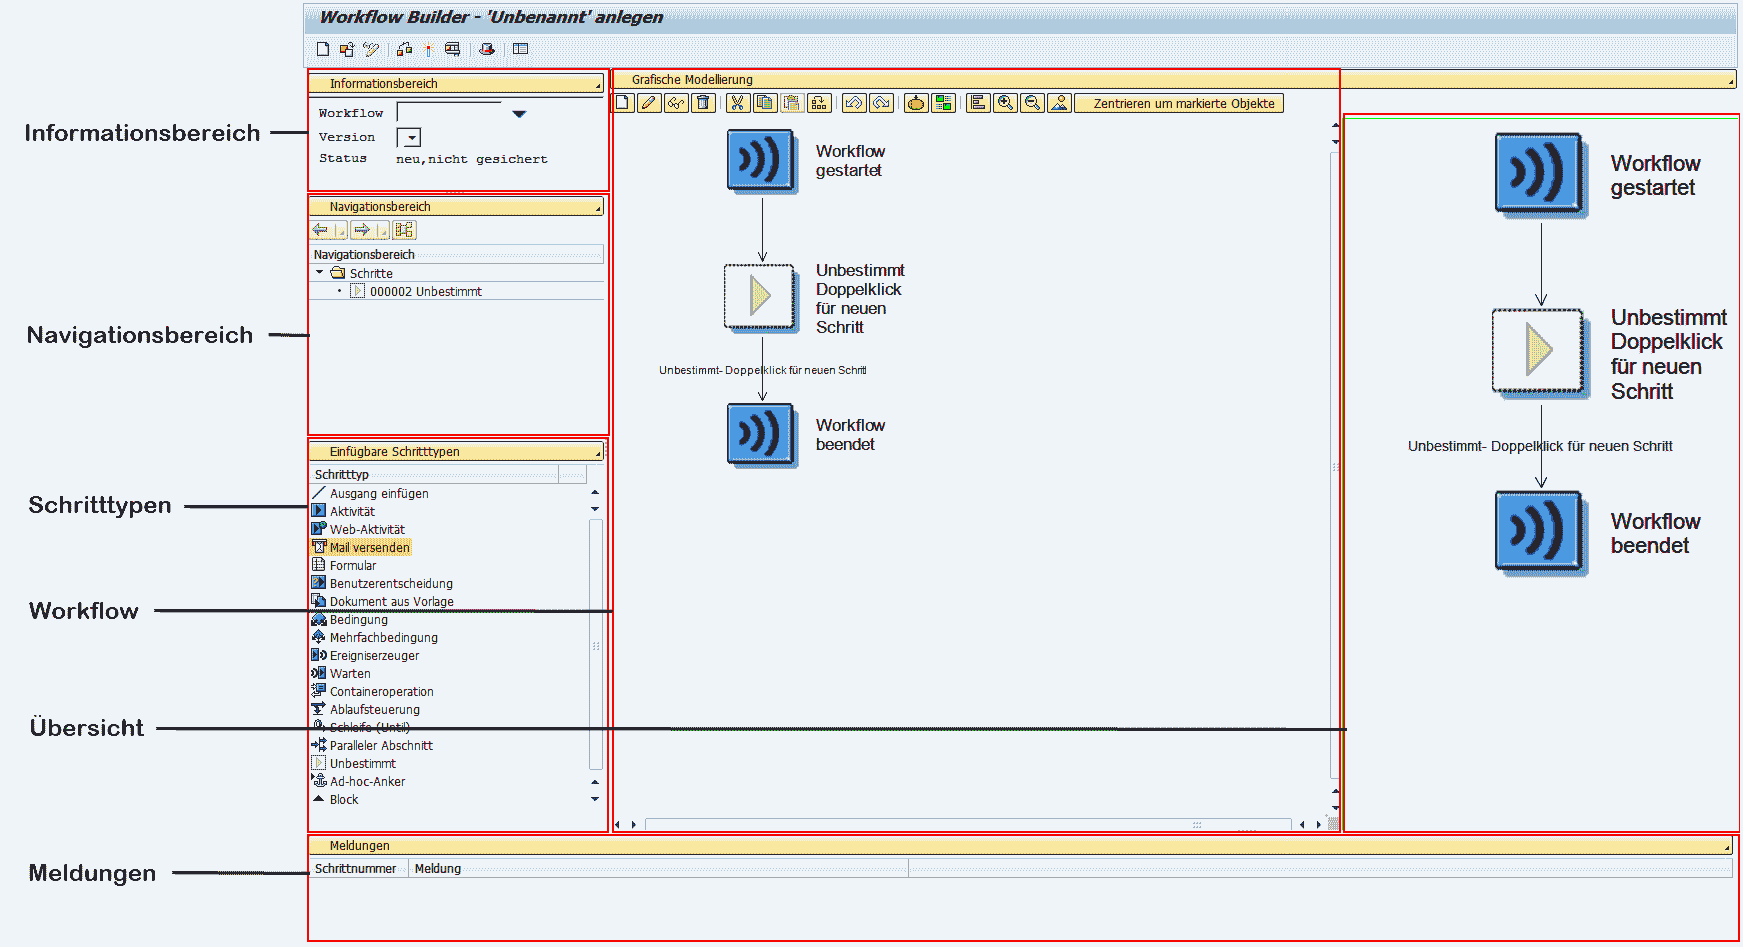 Workflow Builder - 'Unbenannt' anlegen
Informationsbereich
Informationsbereich
Workflow
Version
Status neu,nicht gesichert
Navigationsbereich
Navigationsbereich
Navigationsbereich
Schritte
000002 Unbestimmt
Schritttypen
Einfügbare Schritttypen
Schritttyp
Ausgang einfügen
Aktivität
Web-Aktivität
Mail versenden
Formular
Benutzerentscheidung
Dokument aus Vorlage
Bedingung
Mehrfachbedingung
Ereigniserzeuger
Warten
Containeroperation
Ablaufsteuerung
Schleife (Until)
Paralleler Abschnitt
Unbestimmt
Ad-hoc-Anker
Block
Workflow
Grafische Modellierung
Zentrieren um markierte Objekte
Workflow
gestartet
Unbestimmt
Doppelklick
für neuen
Schritt
Unbestimmt- Doppelklick für neuen Schritt
Workflow
beendet
Übersicht
Workflow
gestartet
Unbestimmt
Doppelklick
für neuen
Schritt
Unbestimmt- Doppelklick für neuen Schritt
Workflow
beendet
Meldungen
Meldungen
Schrittnummer Meldung